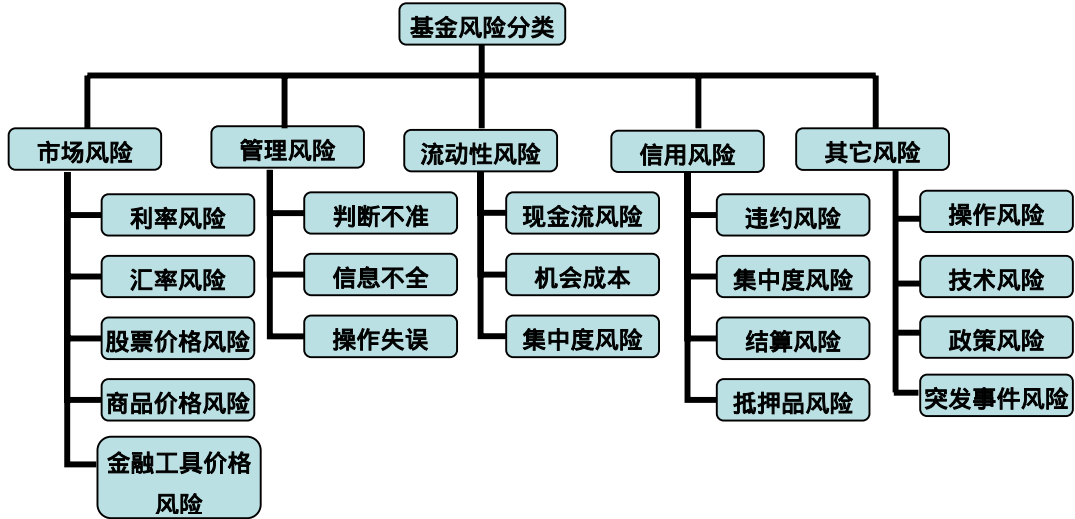 基金风险分类
市场风险
利率风险
汇率风险
股票价格风险
商品价格风险
金融工具价格
风险
管理风险
判断不准
信息不全
操作失误
流动性风险
现金流风险
机会成本
集中度风险
信用风险
违约风险
集中度风险
结算风险
抵押品风险
其它风险
操作风险
技术风险
政策风险
突发事件风险